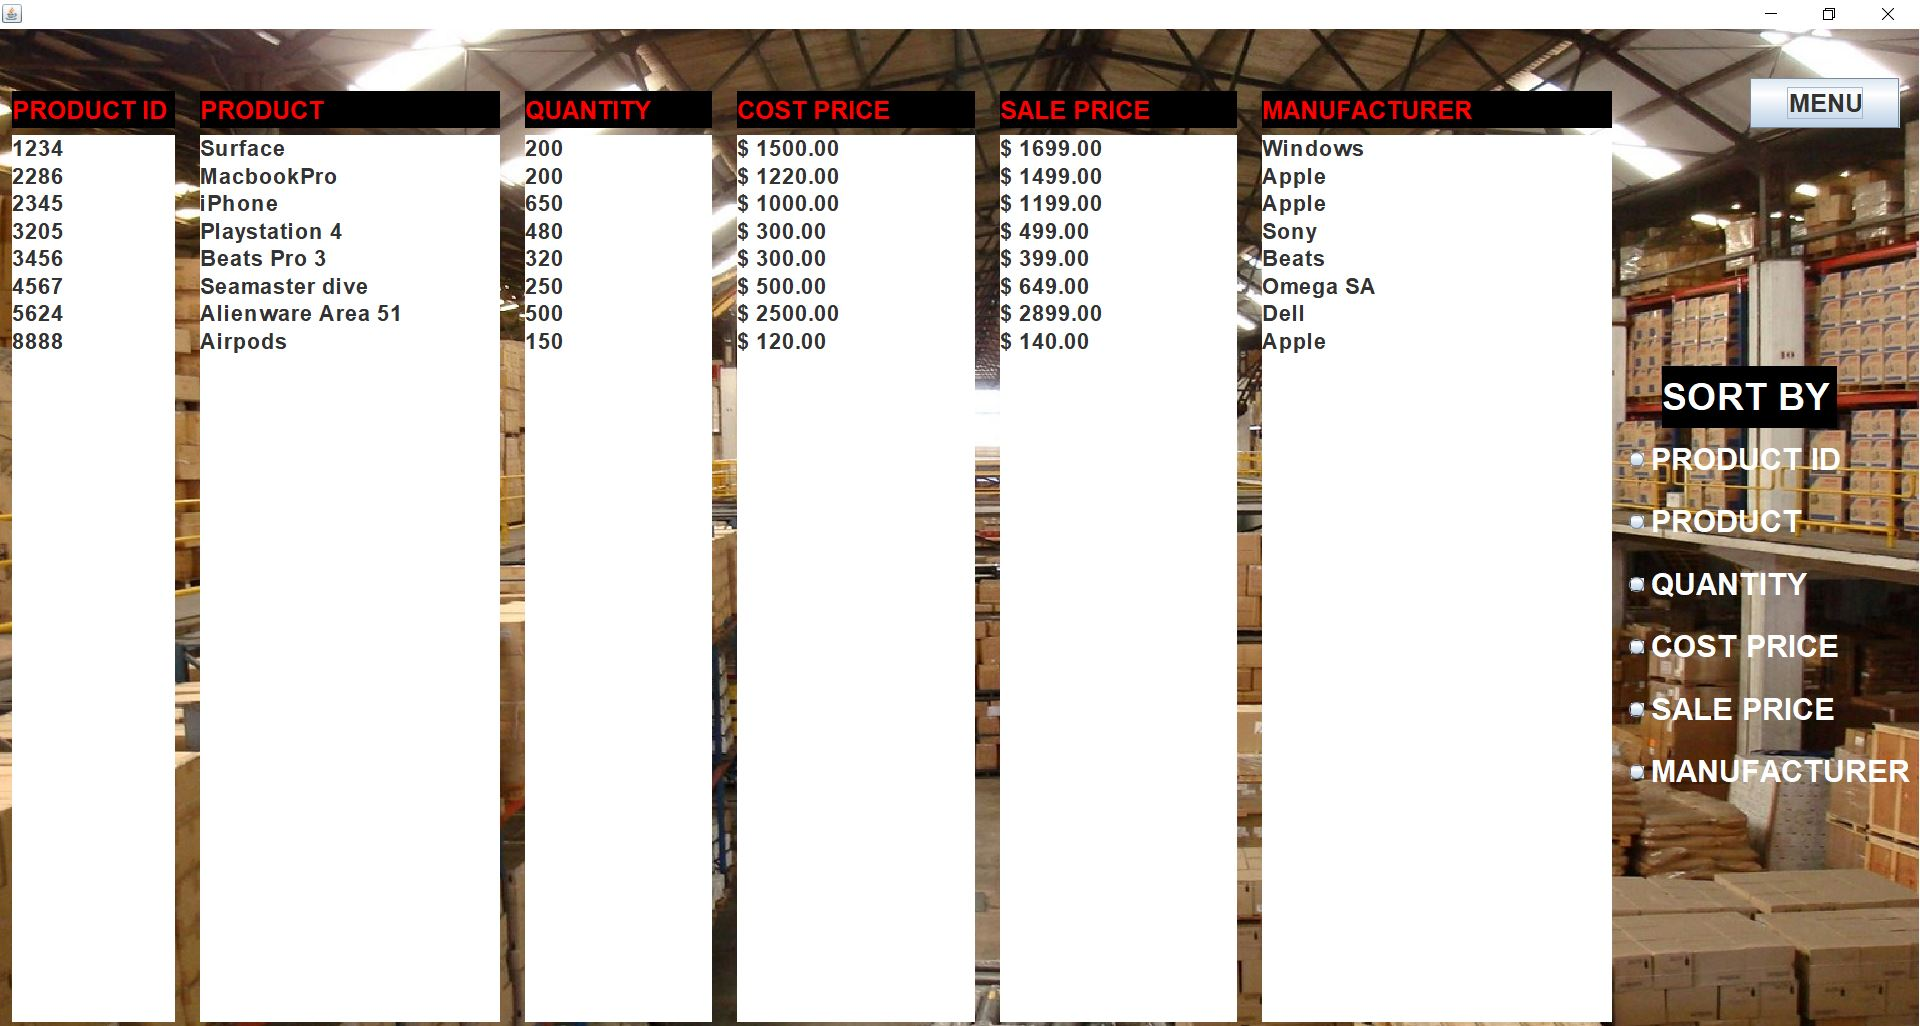 MENU
PRODUCT ID PRODUCT QUANTITY COST PRICE SALE PRICE MANUFACTURER
1234 Surface 200 $ 1500.00 $ 1699.00 Windows
2286 MacbookPro 200 $ 1220.00 $ 1499.00 Apple
2345 iPhone 650 $ 1000.00 $ 1199.00 Apple
3205 Playstation 4 480 $ 300.00 $ 499.00 Sony
3456 Beats Pro 3 320 $ 300.00 $ 399.00 Beats
4567 Seamaster dive 250 $ 500.00 $ 649.00 Omega SA
5624 Alienware Area 51 500 $ 2500.00 $ 2899.00 Dell
8888 Airpods 150 $ 120.00 $ 140.00 Apple
SORT BY
PRODUCT ID
PRODUCT
QUANTITY
COST PRICE
SALE PRICE
MANUFACTURER